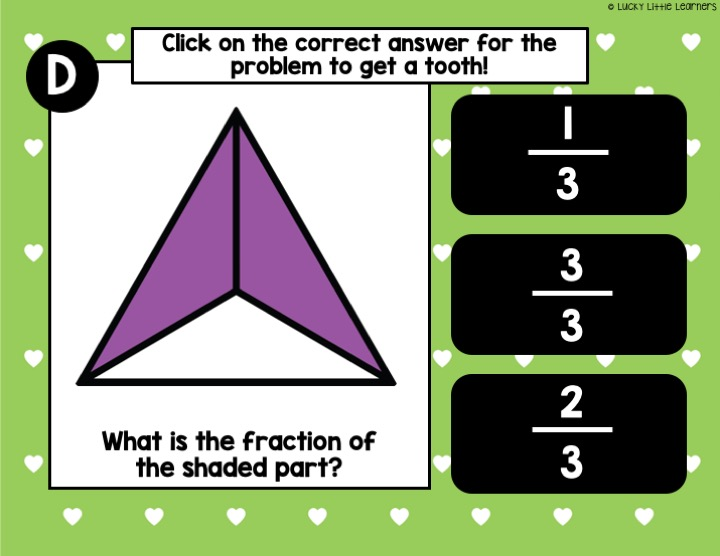 © Lucky Little Learners
Click on the correct answer for the
problem to get a tooth!
D
What is the fraction of
the shaded part?
1
3
3
3
2
3